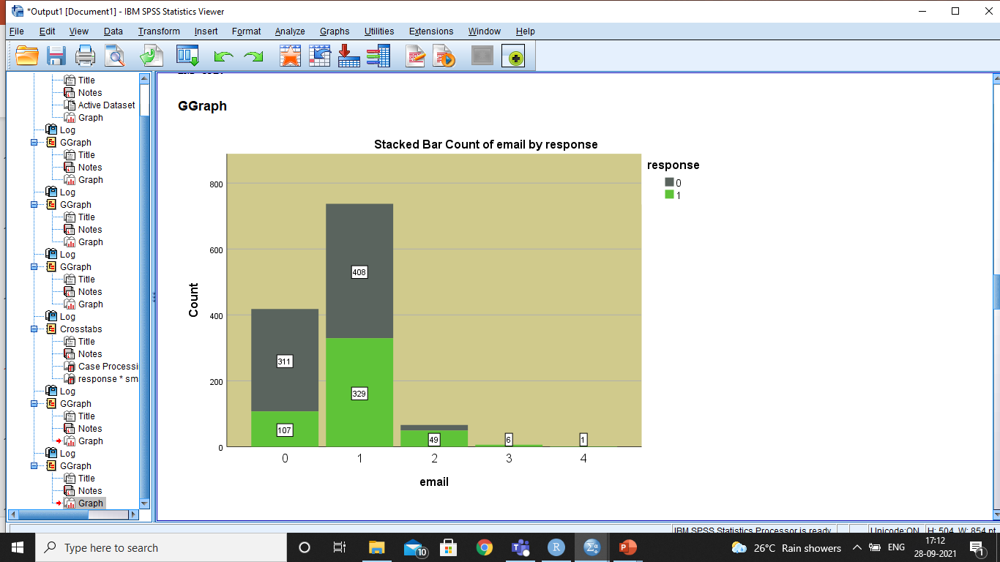 *Output1 [Document1] - IBM SPSS Statistics Viewer
File Edit View Data Transform Insert Format Analyze Graphs Utilities Extensions Window Help
Title
Notes
Active Dataset
Graph
Log
GGraph
Title
Notes
Graph
Log
GGraph
Title
Notes
Graph
Log
GGraph
Title
Notes
Graph
Log
Crosstabs
Title
Notes
Case Processi
response * sm
Log
GGraph
Title
Notes
Graph
Log
GGraph
Title
Notes
Graph
GGraph
Stacked Bar Count of email by response
response
0
1
Count
800
600
400
200
0
408
311
329
107
49
6
1
0 1 2 3 4
email
IBM SPSS Statistics Processor is ready
Unicode:ON
H: 504, W: 854 pt.
Type here to search
10
R
P
26°C Rain showers
ENG
17:12
28-09-2021
1